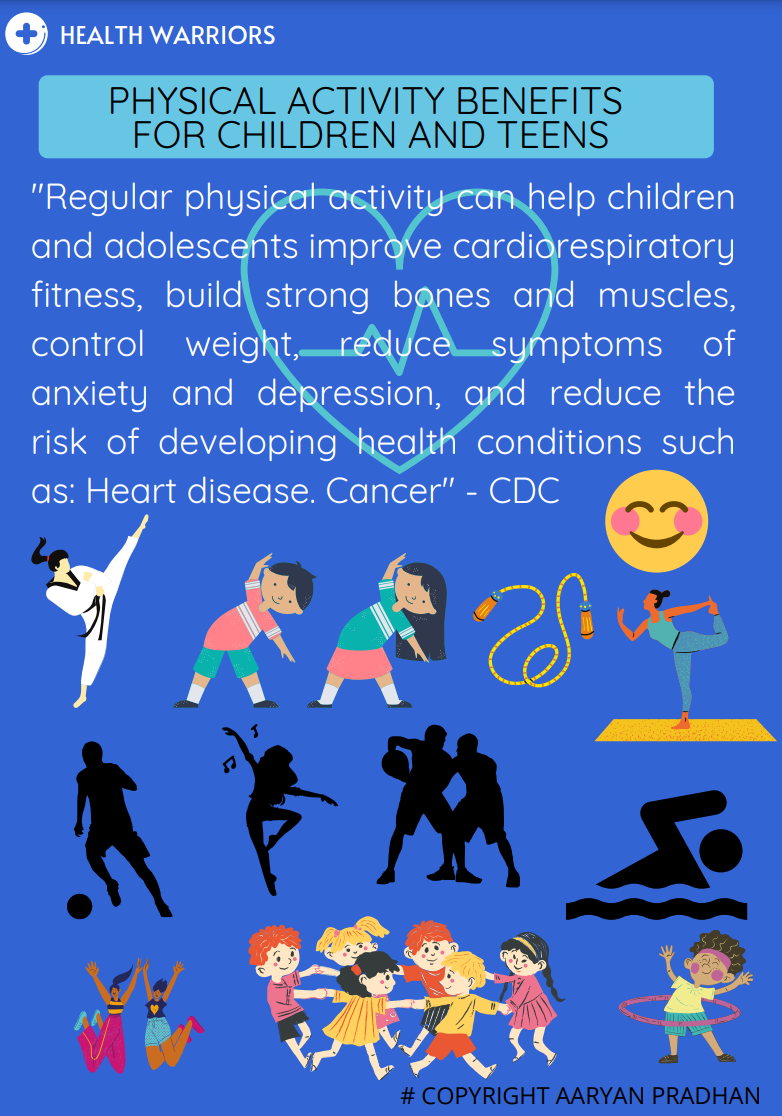 HEALTH WARRIORS
PHYSICAL ACTIVITY BENEFITS
FOR CHILDREN AND TEENS
"Regular physical activity can help children
and adolescents improve cardiorespiratory
fitness, build strong bones and muscles,
control weight, reduce symptoms of
anxiety and depression, and reduce the
risk of developing health conditions such
as: Heart disease. Cancer" - CDC
# COPYRIGHT AARYAN PRADHAN